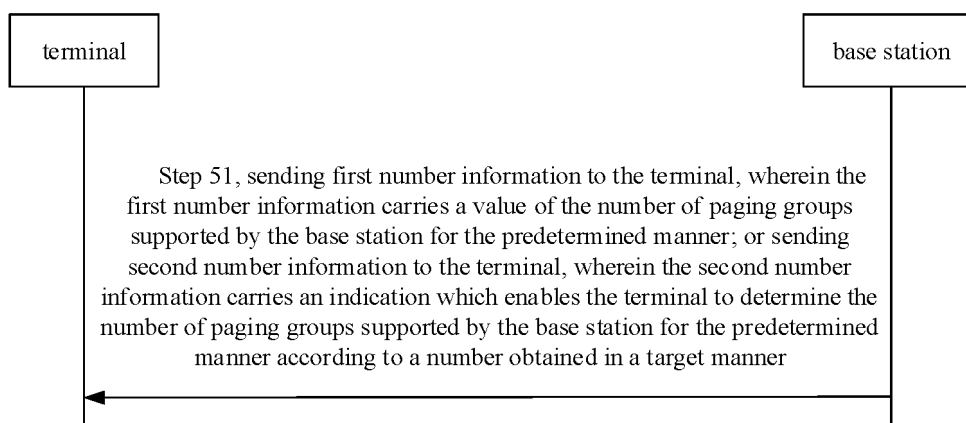 terminal
base station
Step 51, sending first number information to the terminal, wherein the
first number information carries a value of the number of paging groups
supported by the base station for the predetermined manner; or sending
second number information to the terminal, wherein the second number
information carries an indication which enables the terminal to determine the
number of paging groups supported by the base station for the predetermined
manner according to a number obtained in a target manner